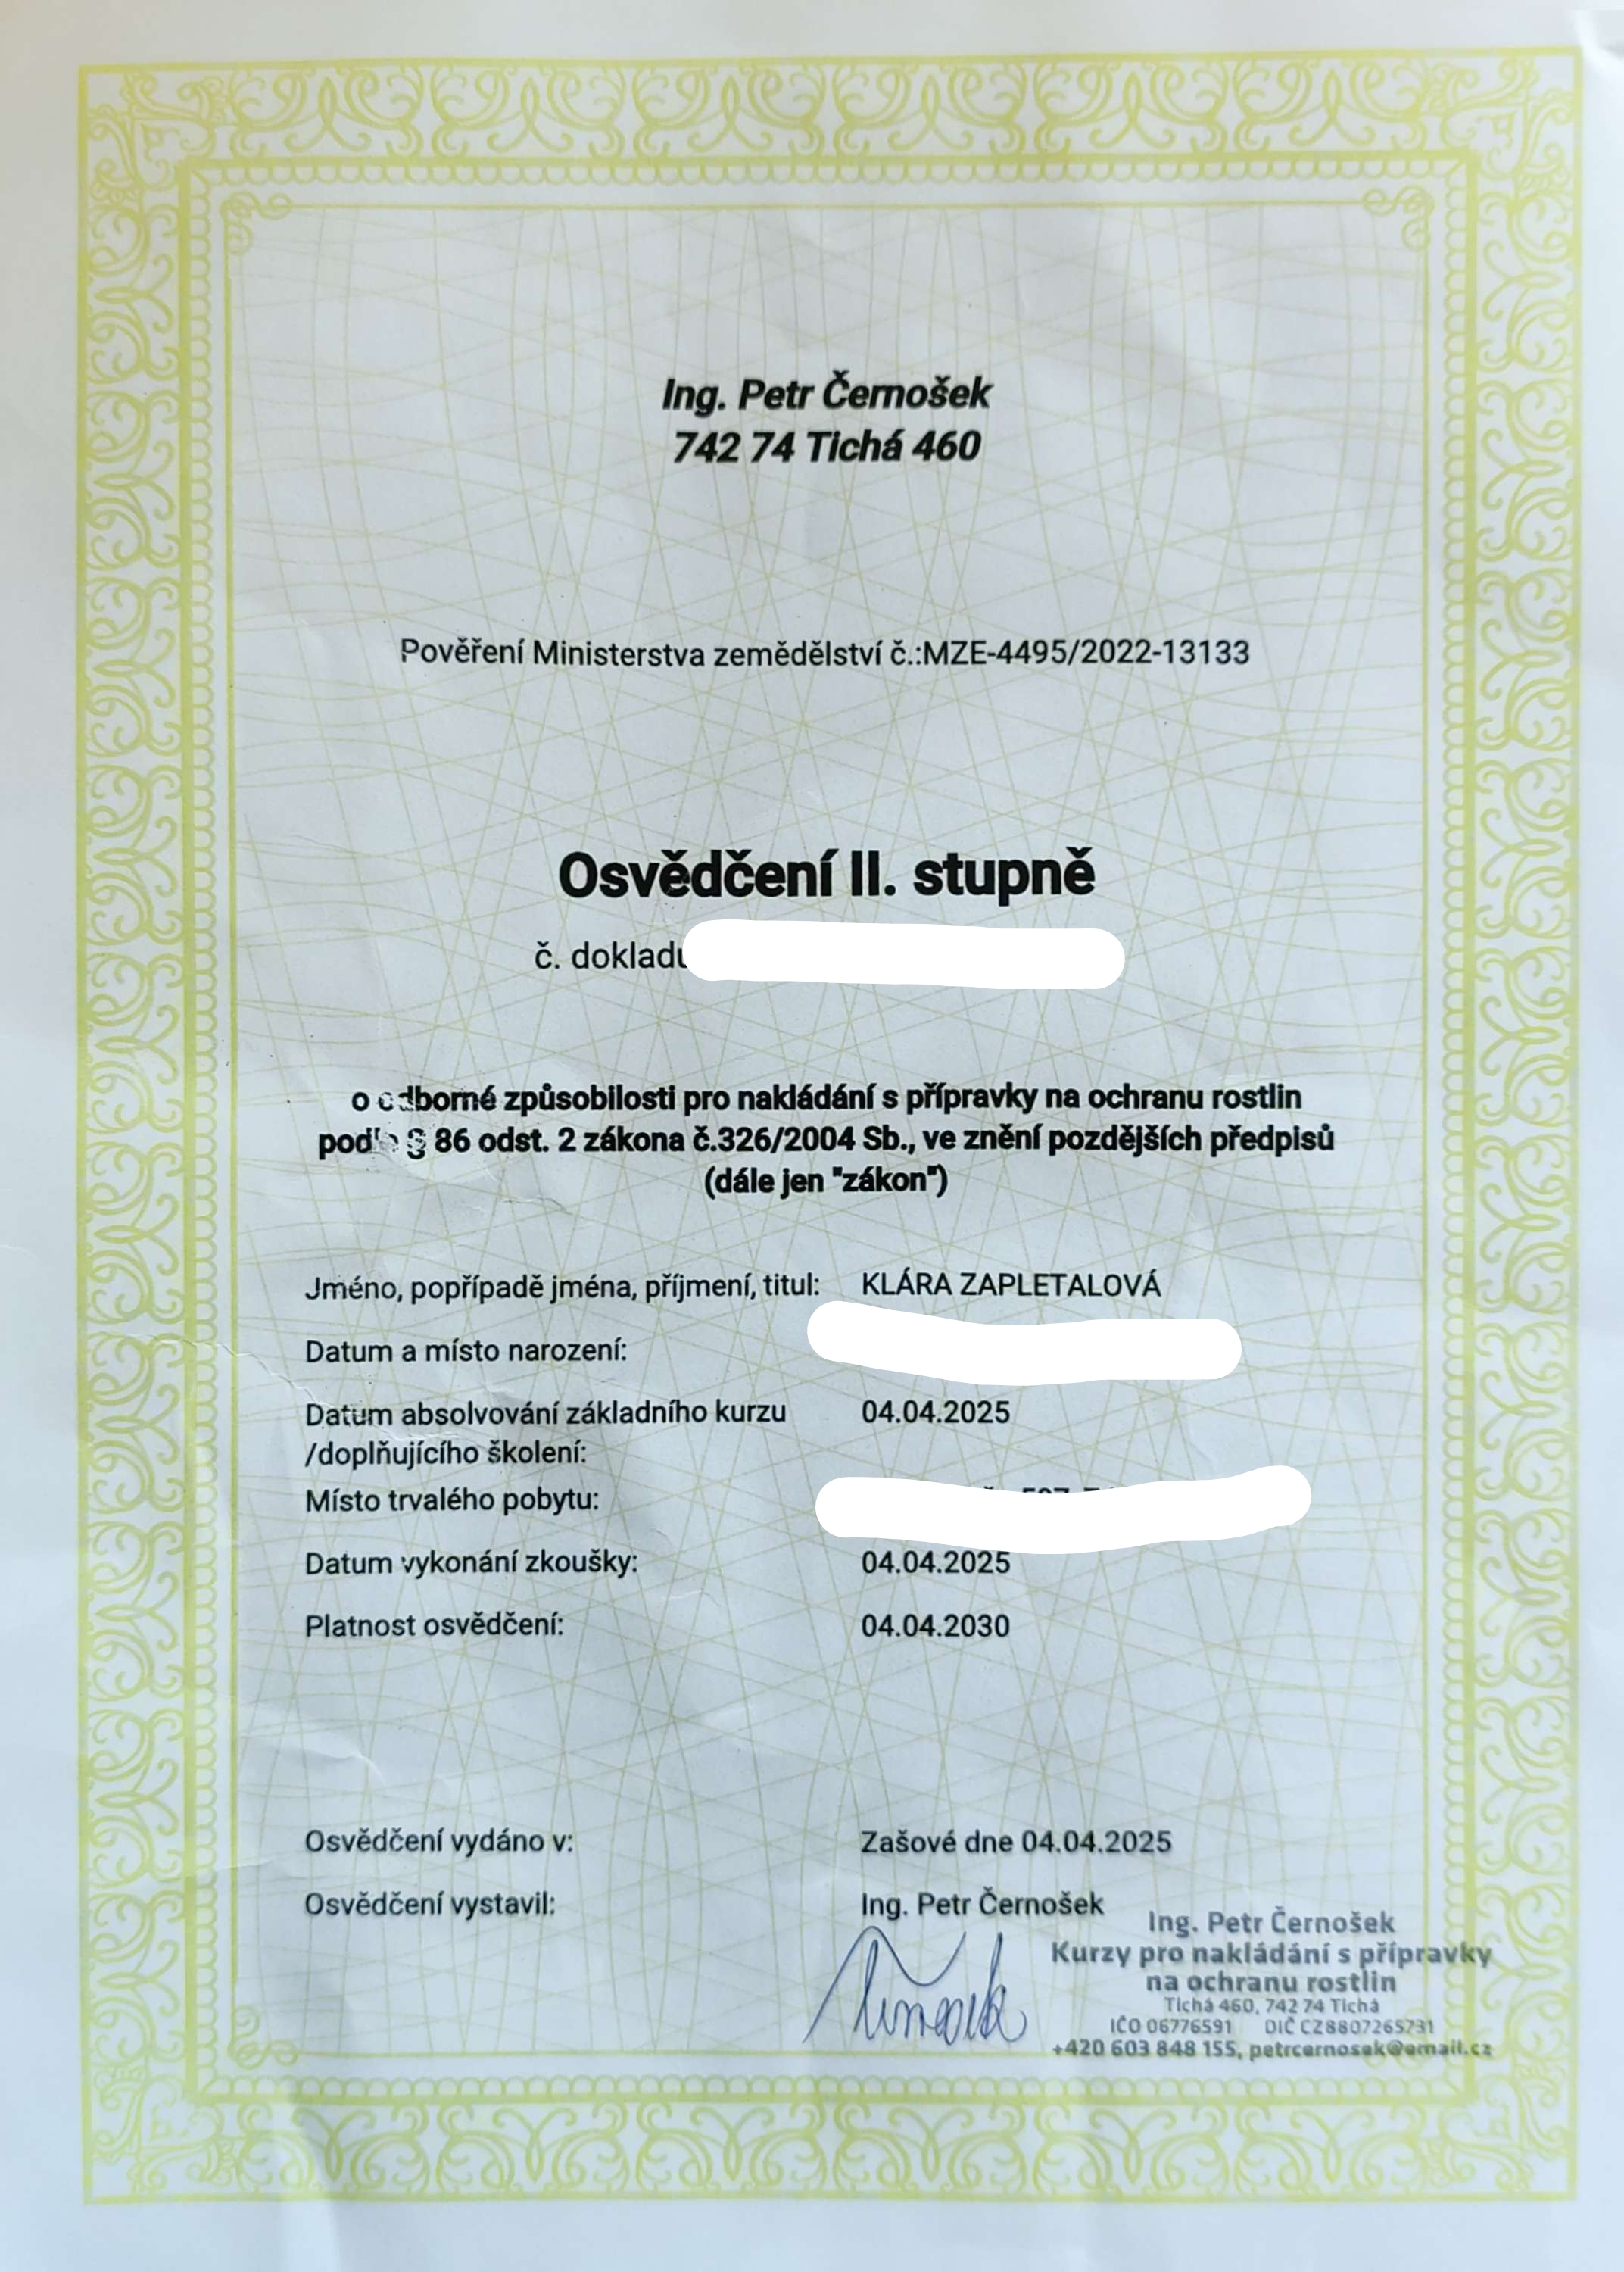 Ing. Petr Černošek
742 74 Tichá 460
Pověření Ministerstva zemědělství č.:MZE-4495/2022-13133
Osvědčení II. stupně
č. dokladu
o odborné způsobilosti pro nakládání s přípravky na ochranu rostlin
podle § 86 odst. 2 zákona č.326/2004 Sb., ve znění pozdějších předpisů
(dále jen "zákon")
Jméno, popřípadě jména, příjmení, titul: KLÁRA ZAPLETALOVÁ
Datum a místo narození:
Datum absolvování základního kurzu 04.04.2025
/doplňujícího školení:
Místo trvalého pobytu:
Datum vykonání zkoušky: 04.04.2025
Platnost osvědčení: 04.04.2030
Osvědčení vydáno v: Zašové dne 04.04.2025
Osvědčení vystavil: Ing. Petr Černošek
Ing. Petr Černošek
Kurzy pro nakládání s přípravky
na ochranu rostlin
Tichá 460, 742 74 Tichá
IČO 06776591 DIČ CZ8807265731
+420 603 848 155, petrcernosek@email.cz